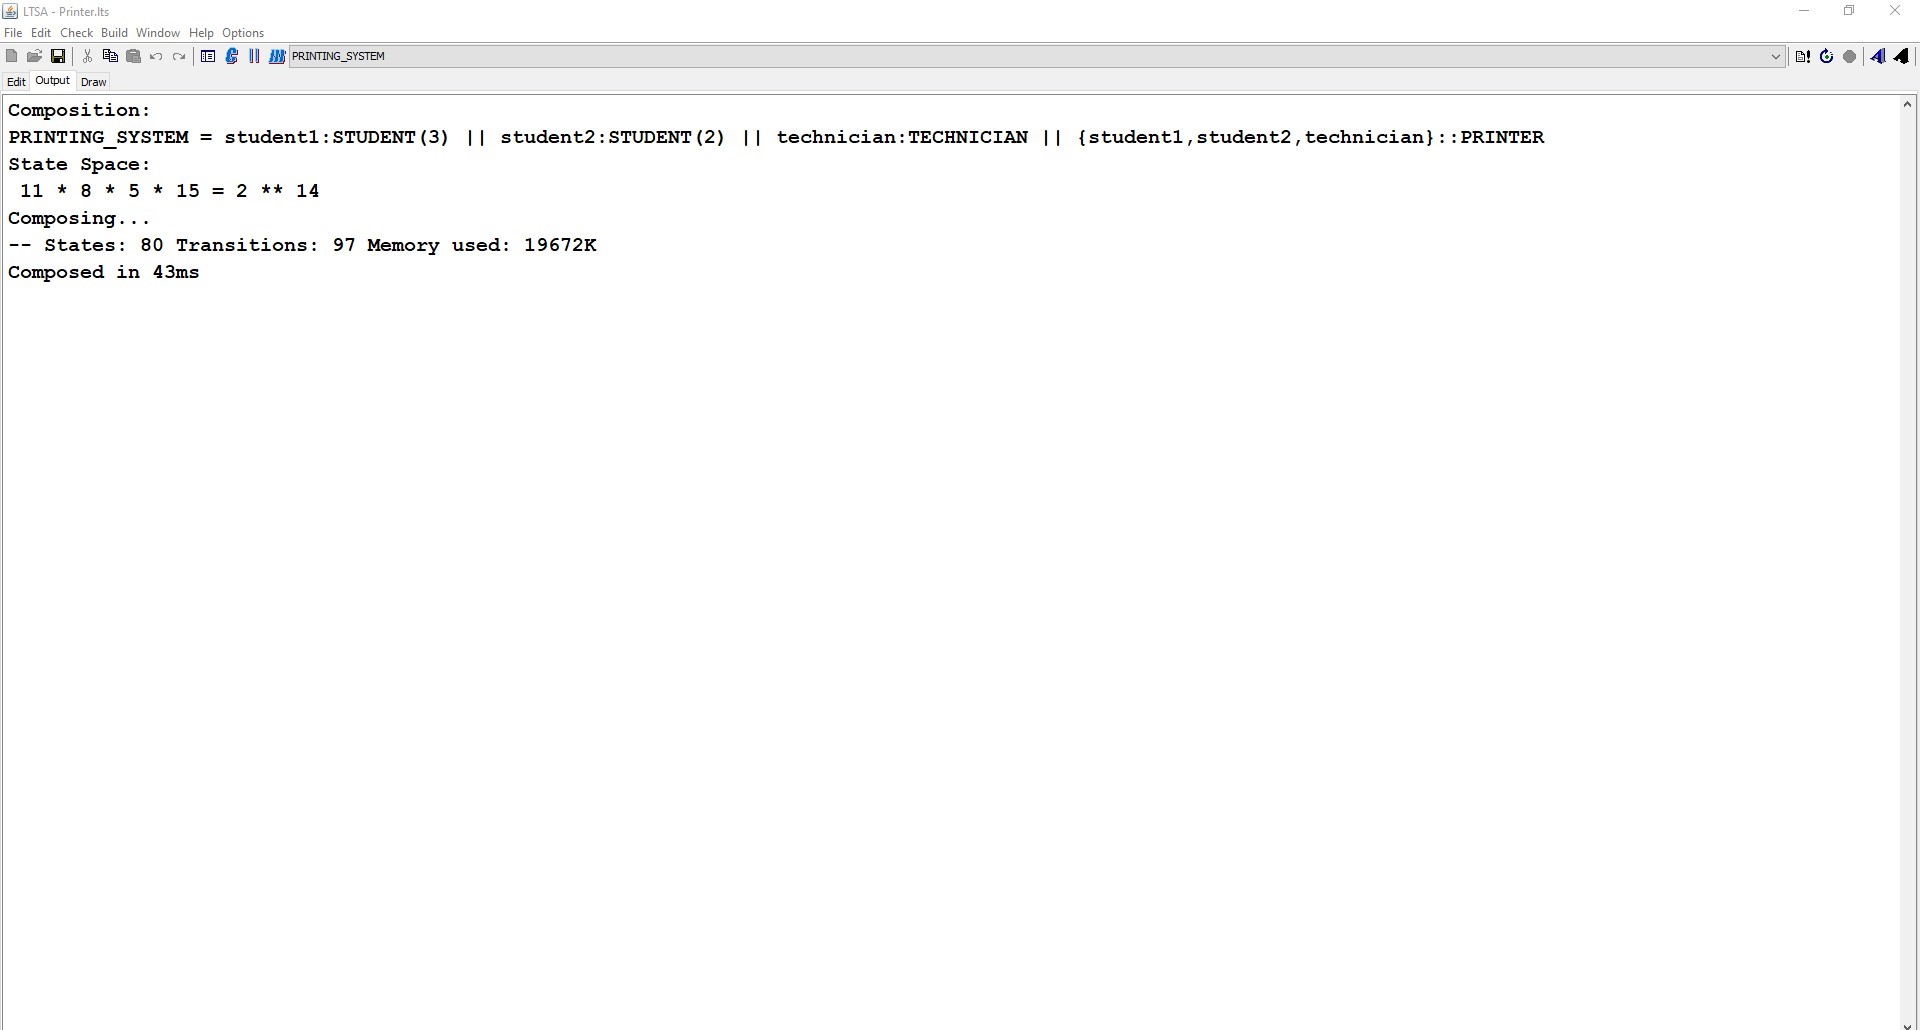 LTSA - Printer.lts
File Edit Check Build Window Help Options
PRINTING_SYSTEM
Edit Output Draw
Composition:
PRINTING_SYSTEM = student1:STUDENT(3) || student2:STUDENT(2) || technician:TECHNICIAN || {student1,student2,technician}::PRINTER
State Space:
11 * 8 * 5 * 15 = 2 ** 14
Composing...
-- States: 80 Transitions: 97 Memory used: 19672K
Composed in 43ms